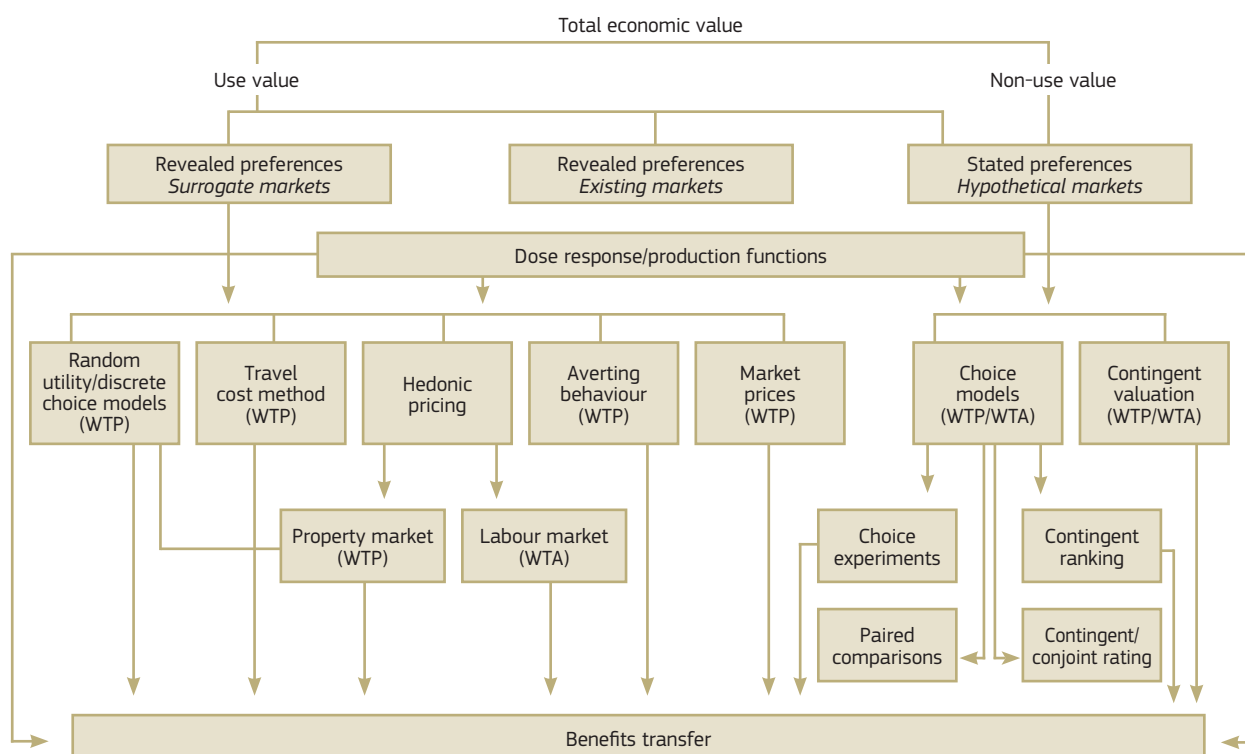 Total economic value
Use value
Non-use value
Revealed preferences
Surrogate markets
Revealed preferences
Existing markets
Stated preferences
Hypothetical markets
Dose response/production functions
Random
utility/discrete
choice models
(WTP)
Travel
cost method
(WTP)
Hedonic
pricing
Averting
behaviour
(WTP)
Market
prices
(WTP)
Choice
models
(WTP/WTA)
Contingent
valuation
(WTP/WTA)
Property market
(WTP)
Labour market
(WTA)
Choice
experiments
Contingent
ranking
Paired
comparisons
Contingent/
conjoint rating
Benefits transfer